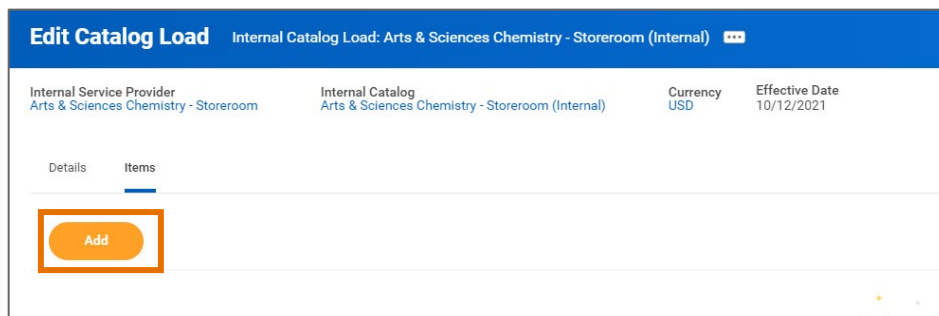 Edit Catalog Load Internal Catalog Load: Arts & Sciences Chemistry - Storeroom (Internal)
Internal Service Provider Internal Catalog Currency Effective Date
Arts & Sciences Chemistry - Storeroom Arts & Sciences Chemistry - Storeroom (Internal) USD 10/12/2021
Details Items
Add